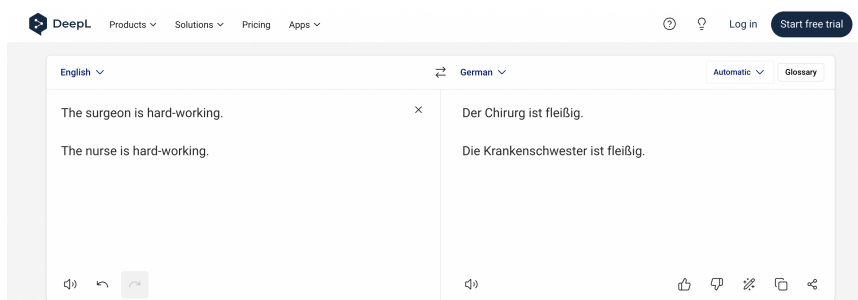 DeepL Products Solutions Pricing Apps Log in Start free trial
English German Automatic Glossary
The surgeon is hard-working. Der Chirurg ist fleißig.
The nurse is hard-working. Die Krankenschwester ist fleißig.